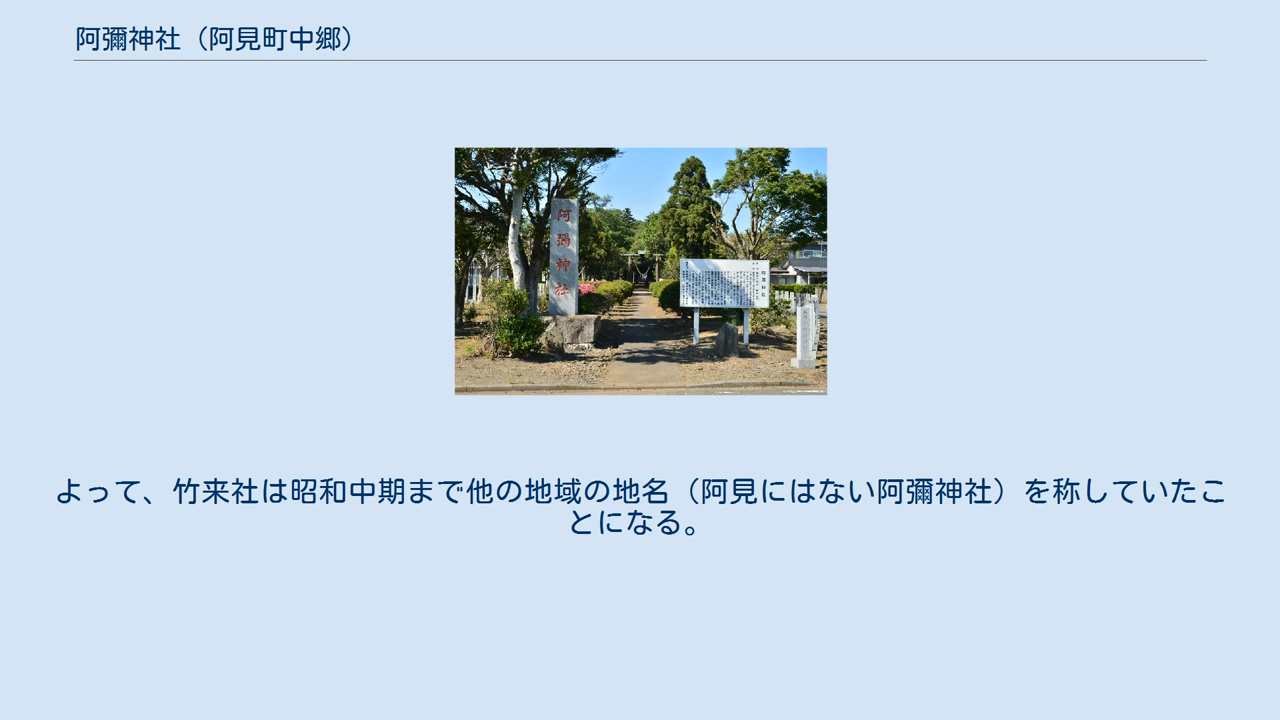 阿彌神社（阿見町中郷）
阿彌神社
よって、竹来社は昭和中期まで他の地域の地名（阿見にはない阿彌神社）を称していたこ
とになる。